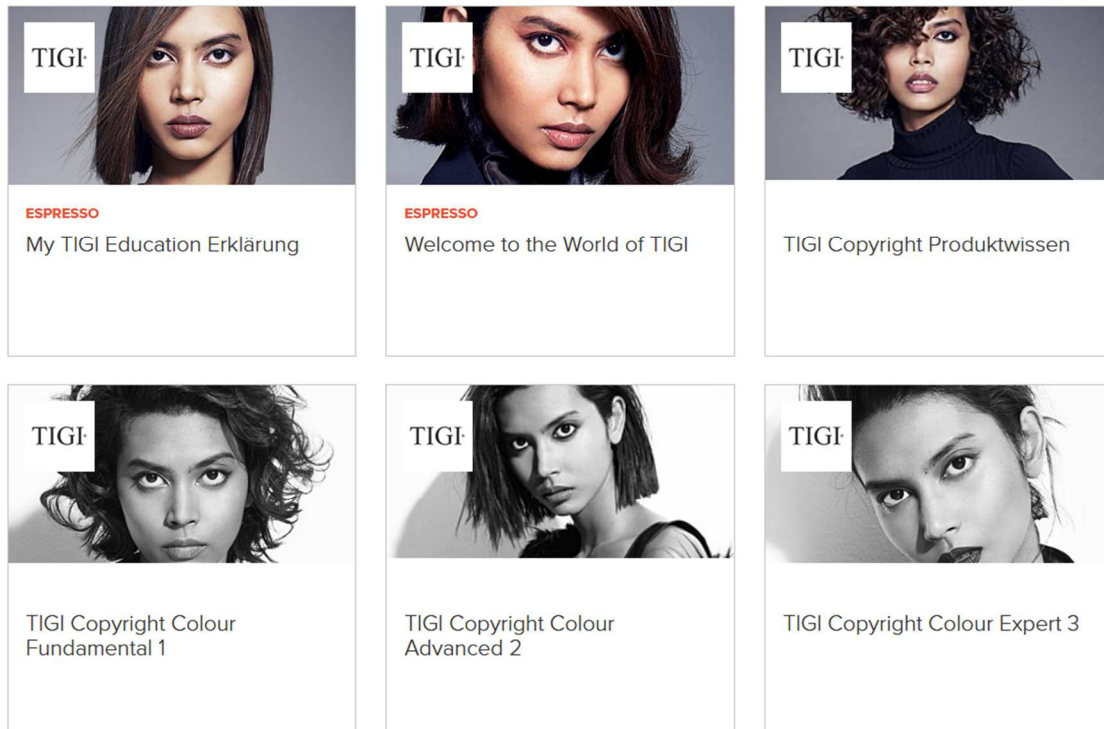 TIGI
TIGI
TIGI
ESPRESSO
My TIGI Education Erklärung
ESPRESSO
Welcome to the World of TIGI
TIGI Copyright Produktwissen
TIGI
TIGI
TIGI
TIGI Copyright Colour
Fundamental 1
TIGI Copyright Colour
Advanced 2
TIGI Copyright Colour Expert 3